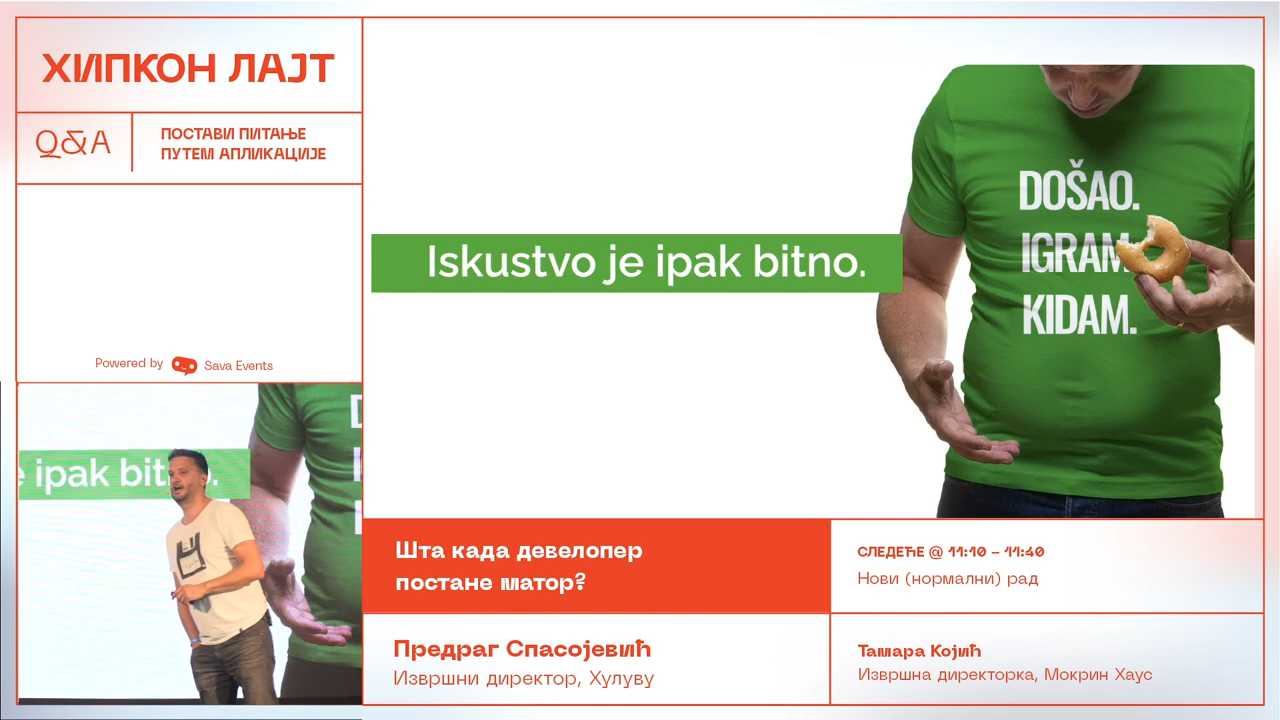 ХИПКОН ЛАЈТ
Q&A
ПОСТАВИ ПИТАЊЕ
ПУТЕМ АПЛИКАЦИЈЕ
Powered by Sava Events
e ipak bit
Iskustvo je ipak bitno.
DOŠAO.
IGRAM.
KIDAM.
Шта када девелопер
постане матор?
Предраг Спасојевић
Извршни директор, Хулуву
СЛЕДЕЋЕ @ 11:10 – 11:40
Нови (нормални) рад
Тамара Којић
Извршна директорка, Мокрин Хаус